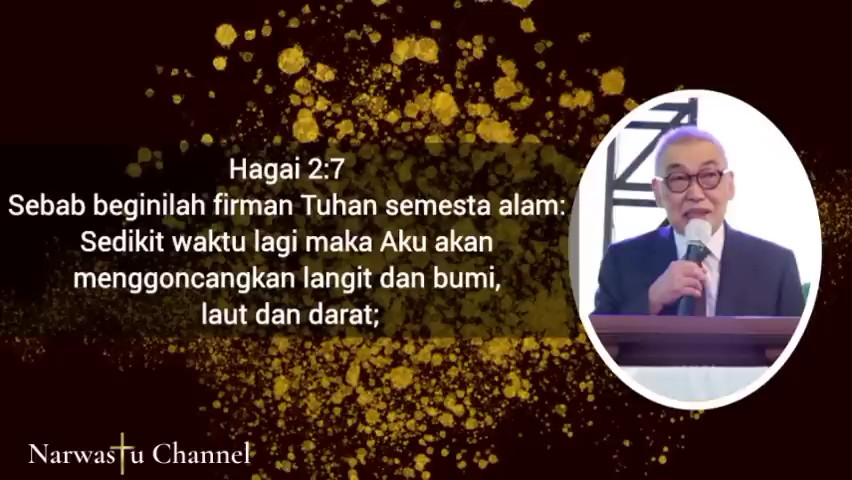 Hagai 2:7
Sebab beginilah firman Tuhan semesta alam:
Sedikit waktu lagi maka Aku akan
menggoncangkan langit dan bumi,
laut dan darat;
Narwastu Channel